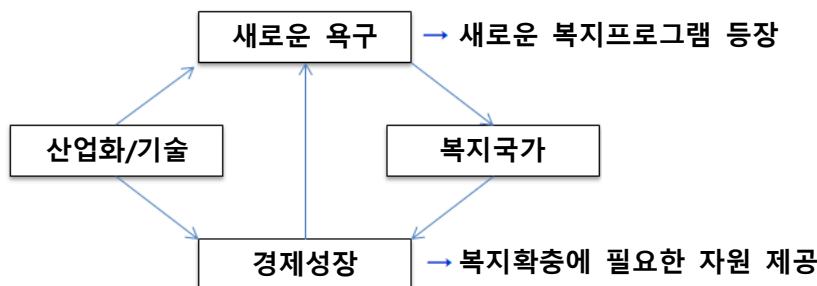 새로운 욕구 → 새로운 복지프로그램 등장
산업화/기술
복지국가
경제성장 → 복지확충에 필요한 자원 제공